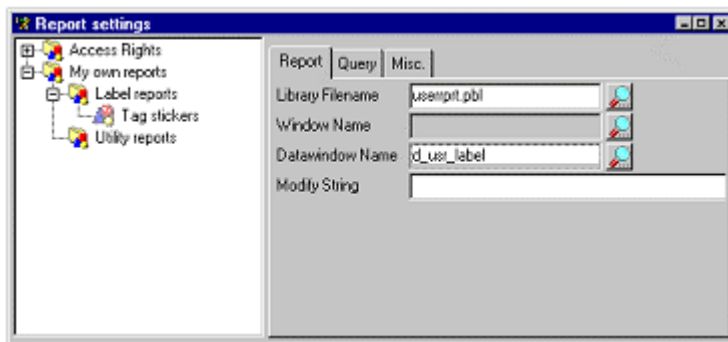 Report settings
Access Rights
My own reports
Label reports
Tag stickers
Utility reports
Report Query Misc.
Library Filename userrprt.pbl
Window Name
Datawindow Name d_usr_label
Modify String